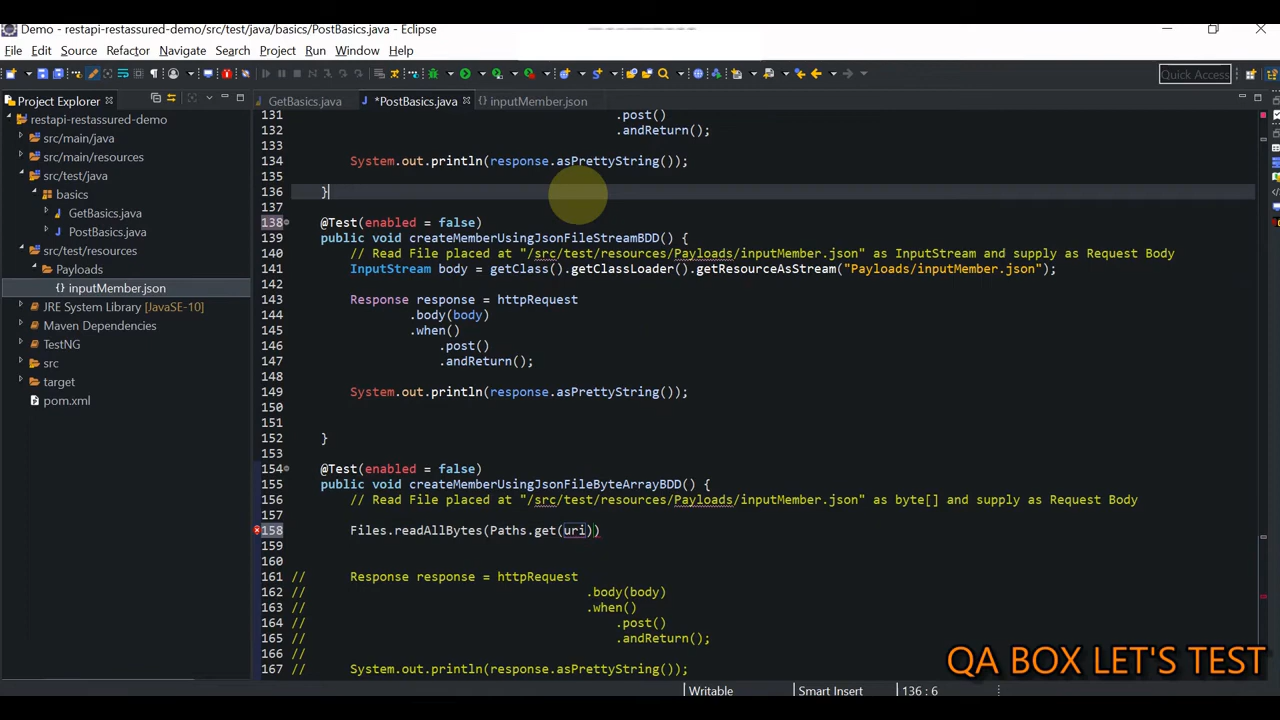 Demo - restapi-restassured-demo/src/test/java/basics/PostBasics.java - Eclipse
File Edit Source Refactor Navigate Search Project Run Window Help
Quick Access
Project Explorer
GetBasics.java
*PostBasics.java
inputMember.json
restapi-restassured-demo
src/main/java
src/main/resources
src/test/java
basics
GetBasics.java
PostBasics.java
src/test/resources
Payloads
inputMember.json
JRE System Library [JavaSE-10]
Maven Dependencies
TestNG
src
target
pom.xml
131 .post()
132 .andReturn();
133
134 System.out.println(response.asPrettyString());
135
136 }
137
138 @Test(enabled = false)
139 public void createMemberUsingJsonFileStreamBDD() {
140 // Read File placed at "/src/test/resources/Payloads/inputMember.json" as InputStream and supply as Request Body
141 InputStream body = getClass().getClassLoader().getResourceAsStream("Payloads/inputMember.json");
142
143 Response response = httpRequest
144 .body(body)
145 .when()
146 .post()
147 .andReturn();
148
149 System.out.println(response.asPrettyString());
150
151
152 }
153
154 @Test(enabled = false)
155 public void createMemberUsingJsonFileByteArrayBDD() {
156 // Read File placed at "/src/test/resources/Payloads/inputMember.json" as byte[] and supply as Request Body
157
158 Files.readAllBytes(Paths.get(uri))
159
160
161 // Response response = httpRequest
162 // .body(body)
163 // .when()
164 // .post()
165 // .andReturn();
166 //
167 // System.out.println(response.asPrettyString());
QA BOX LET'S TEST
Writable Smart Insert 136 : 6